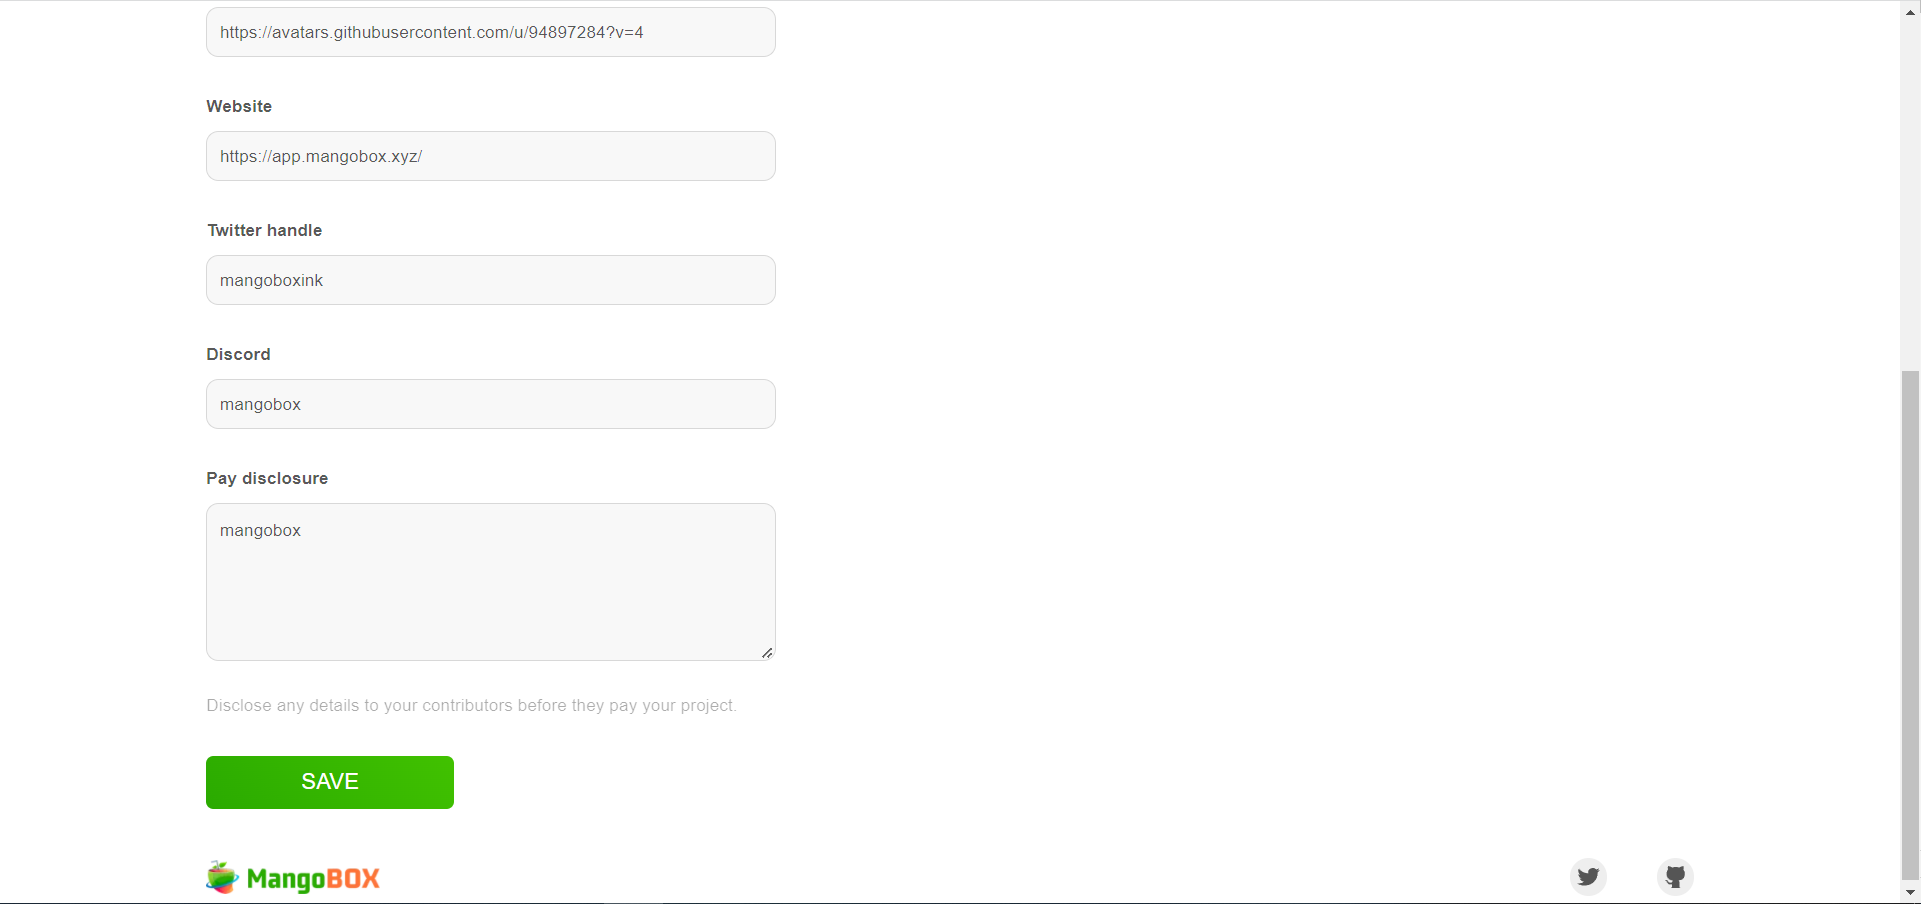 https://avatars.githubusercontent.com/u/94897284?v=4
Website
https://app.mangobox.xyz/
Twitter handle
mangoboxink
Discord
mangobox
Pay disclosure
mangobox
Disclose any details to your contributors before they pay your project.
SAVE
MangoBOX